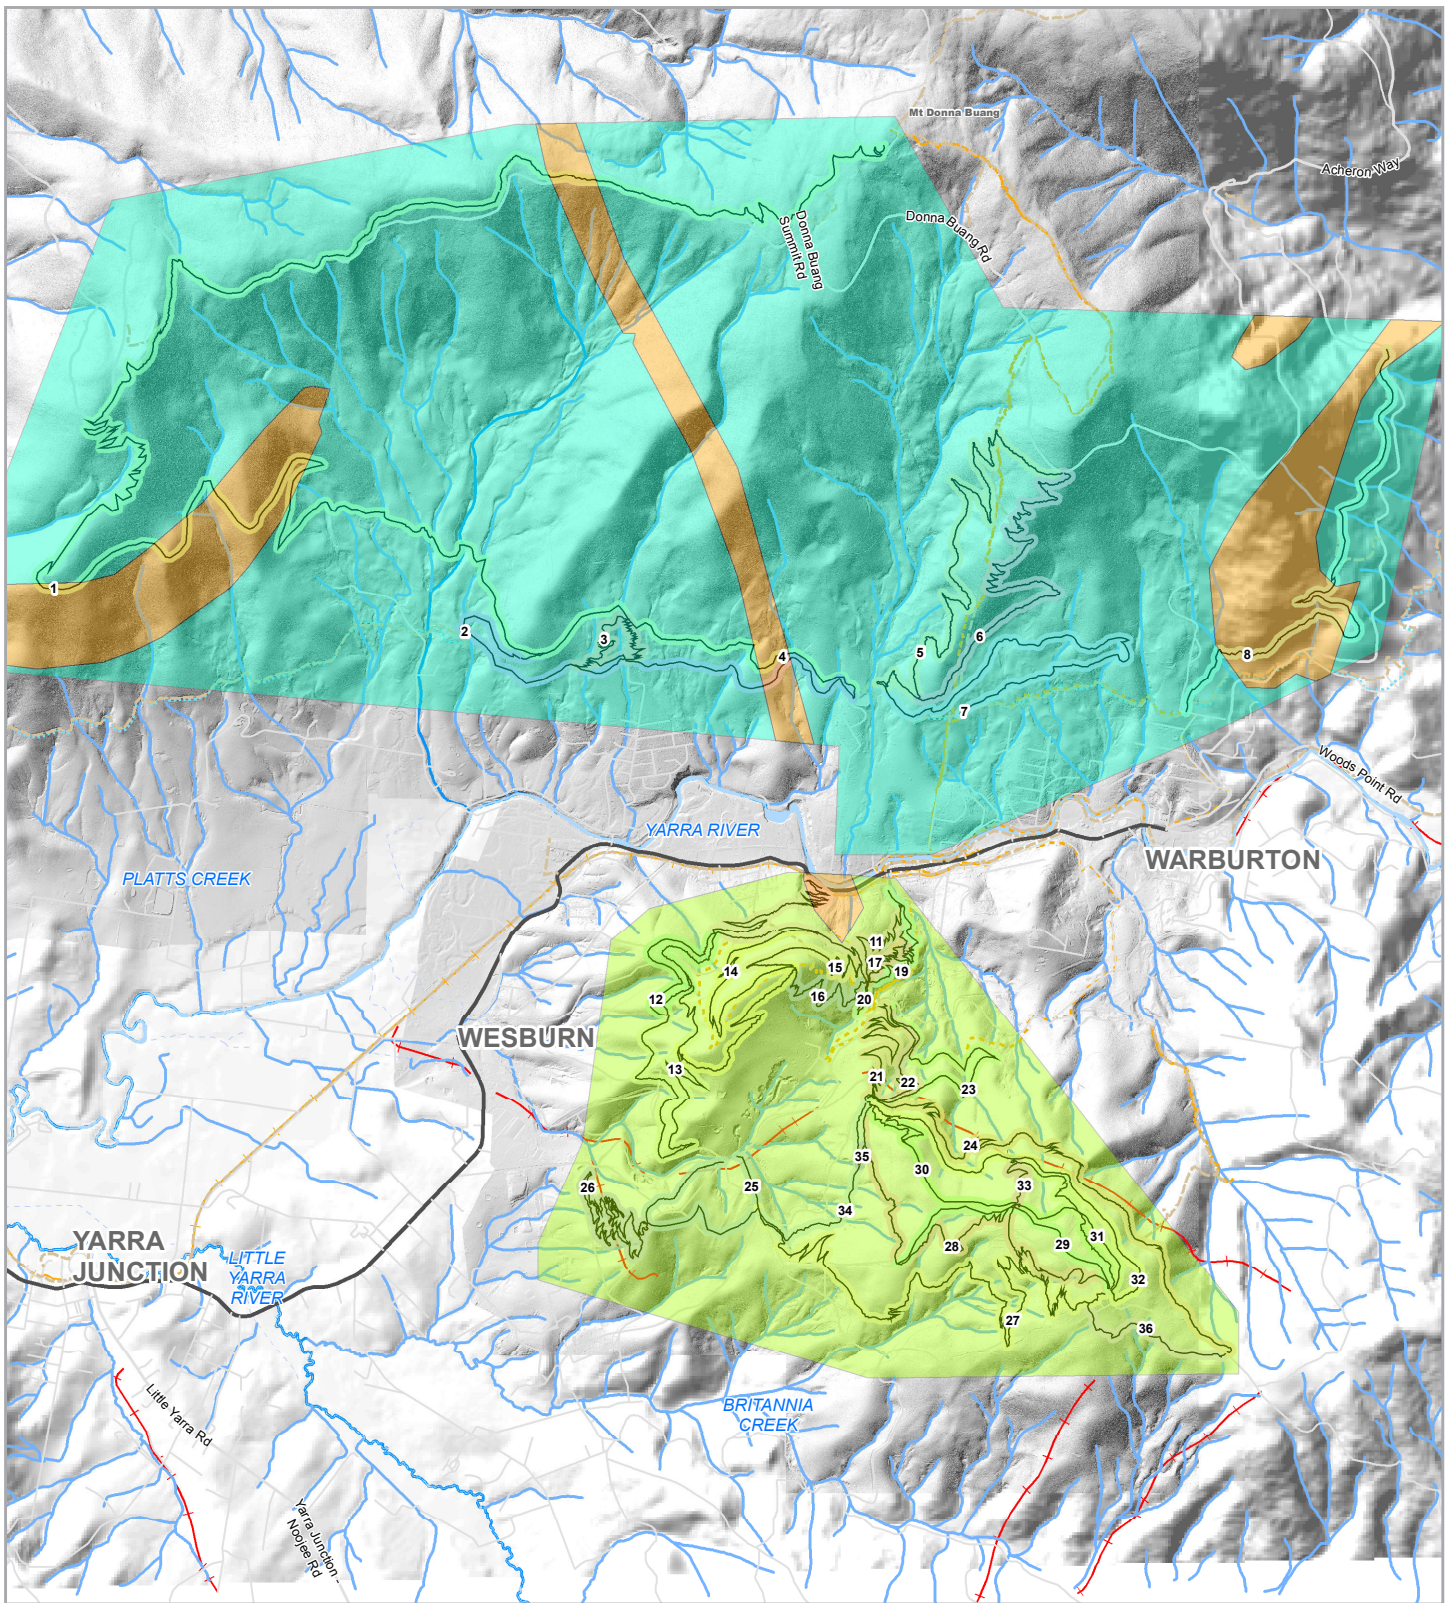 Mt Donna Buang
Acheron Way
Donna Buang Rd
Donna Buang
Summit Rd
1
2
3
4
5
6
7
8
Woods Point Rd
YARRA RIVER
WARBURTON
PLATTS CREEK
11
17
15
19
14
16
20
12
WESBURN
13
21
22
23
24
35
30
33
26
25
34
31
29
28
32
27
36
YARRA
JUNCTION
LITTLE
YARRA
RIVER
BRITANNIA
CREEK
Little Yarra Rd
Yarra Junction -
Noojee Rd